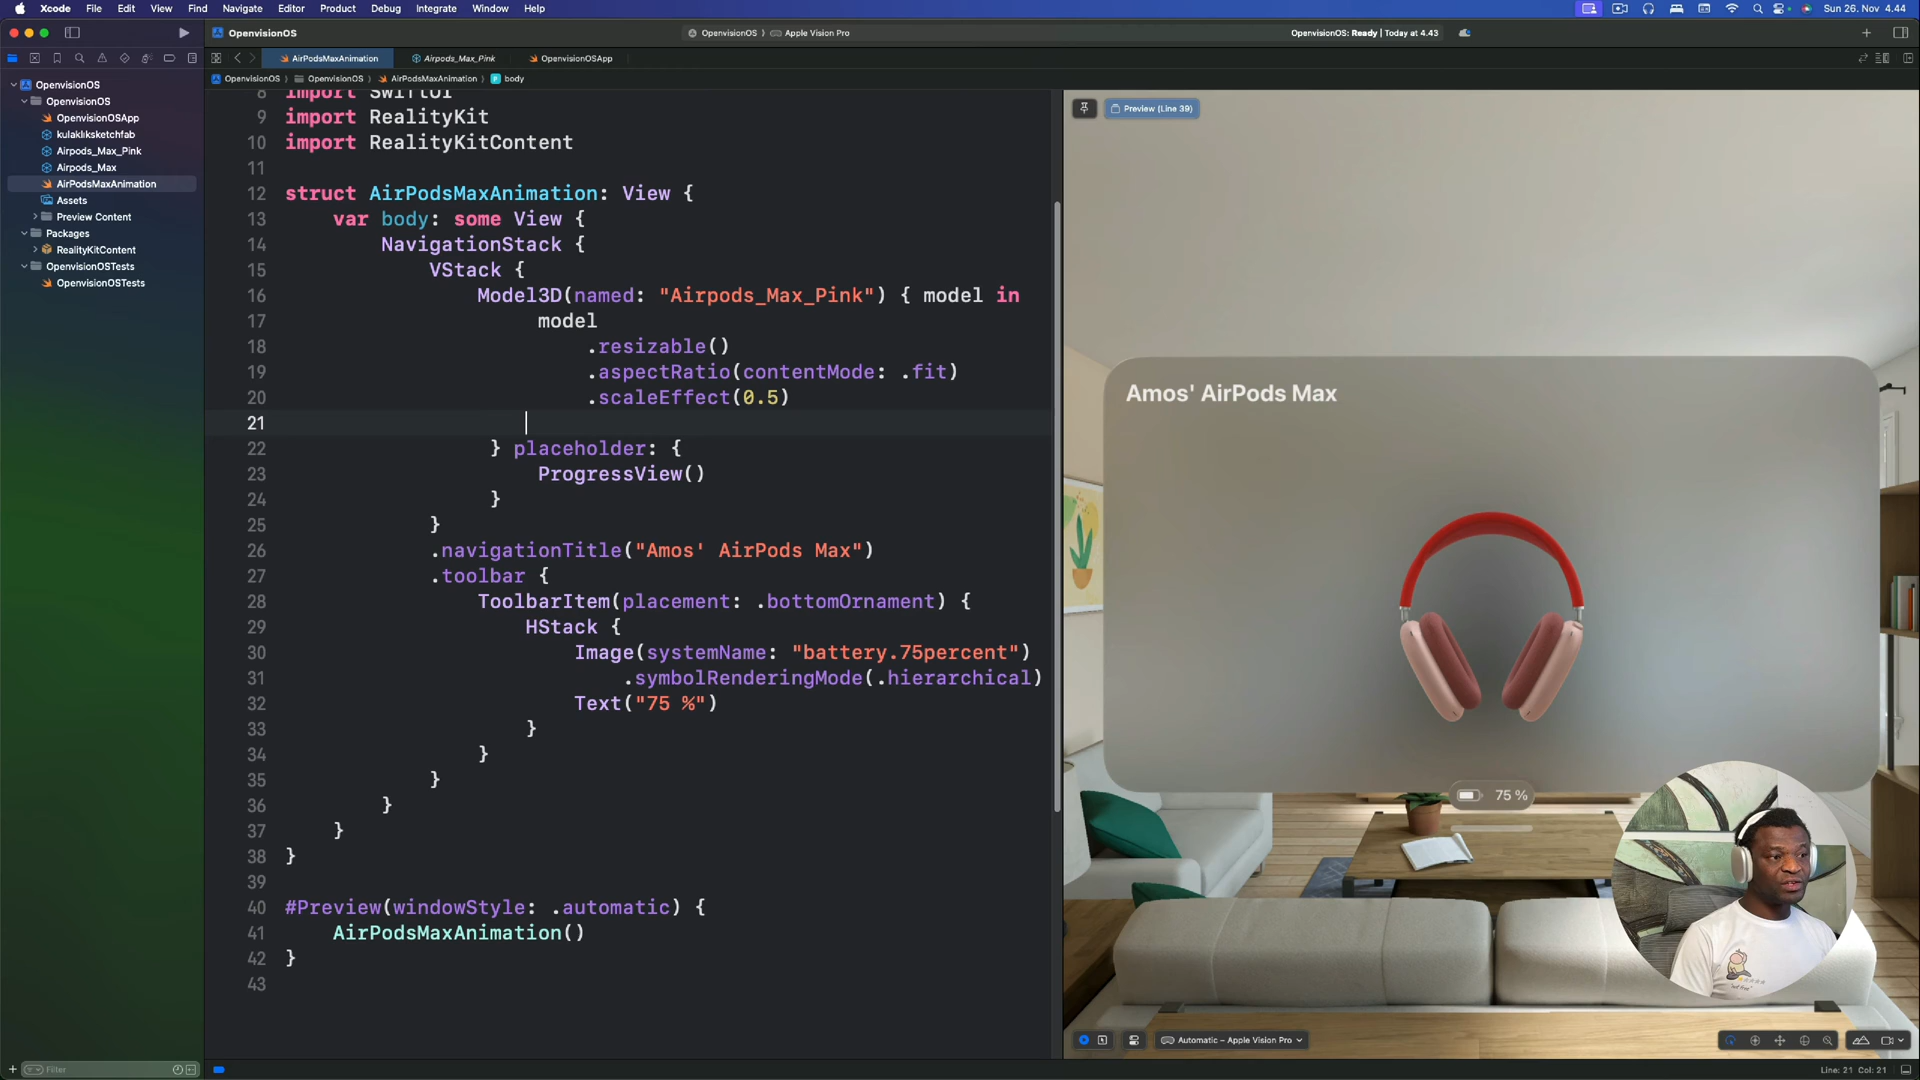 Xcode File Edit View Find Navigate Editor Product Debug Integrate Window Help
Sun 26. Nov 4.44
OpenvisionOS
OpenvisionOS 〉 Apple Vision Pro
OpenvisionOS: Ready | Today at 4.43
AirPodsMaxAnimation
Airpods_Max_Pink
OpenvisionOSApp
OpenvisionOS 〉 OpenvisionOS 〉 AirPodsMaxAnimation 〉 P body
OpenvisionOS
OpenvisionOS
OpenvisionOSApp
kulaklıksketchfab
Airpods_Max_Pink
Airpods_Max
AirPodsMaxAnimation
Assets
Preview Content
Packages
RealityKitContent
OpenvisionOSTests
OpenvisionOSTests
Filter
8 import SwiftUI
9 import RealityKit
10 import RealityKitContent
11
12 struct AirPodsMaxAnimation: View {
13 var body: some View {
14 NavigationStack {
15 VStack {
16 Model3D(named: "Airpods_Max_Pink") { model in
17 model
18 .resizable()
19 .aspectRatio(contentMode: .fit)
20 .scaleEffect(0.5)
21
22 } placeholder: {
23 ProgressView()
24 }
25 }
26 .navigationTitle("Amos' AirPods Max")
27 .toolbar {
28 ToolbarItem(placement: .bottomOrnament) {
29 HStack {
30 Image(systemName: "battery.75percent")
31 .symbolRenderingMode(.hierarchical)
32 Text("75 %")
33 }
34 }
35 }
36 }
37 }
38 }
39
40 #Preview(windowStyle: .automatic) {
41 AirPodsMaxAnimation()
42 }
43
Preview (Line 39)
Amos' AirPods Max
75 %
Automatic – Apple Vision Pro
Line: 21 Col: 21